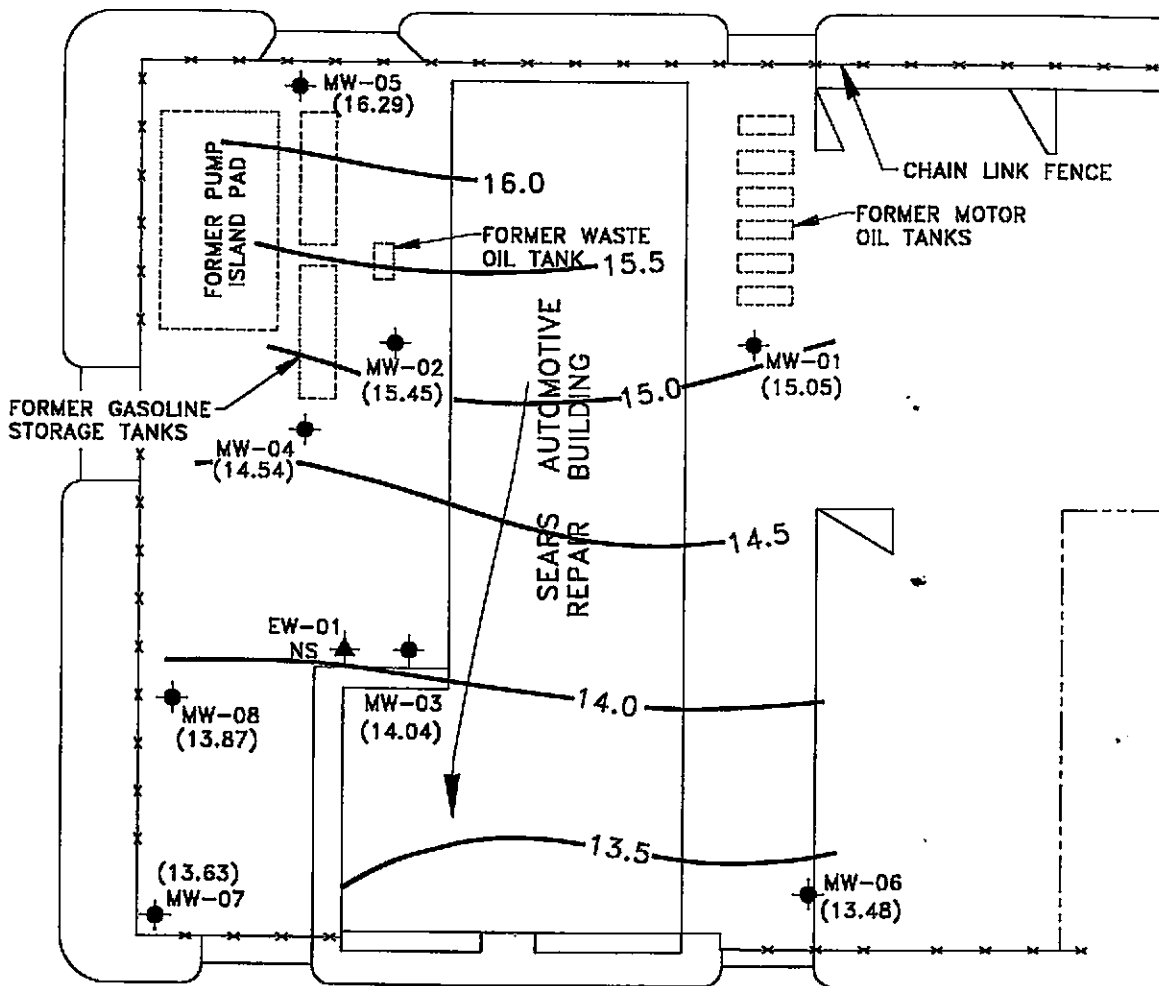 MW-05
(16.29)
FORMER PUMP
ISLAND PAD
16.0
CHAIN LINK FENCE
FORMER MOTOR
OIL TANKS
FORMER WASTE
OIL TANK
15.5
MW-02
(15.45)
MW-01
(15.05)
15.0
FORMER GASOLINE
STORAGE TANKS
MW-04
(14.54)
SEARS AUTOMOTIVE
REPAIR BUILDING
14.5
EW-01
NS
MW-03
(14.04)
14.0
MW-08
(13.87)
13.5
(13.63)
MW-07
MW-06
(13.48)